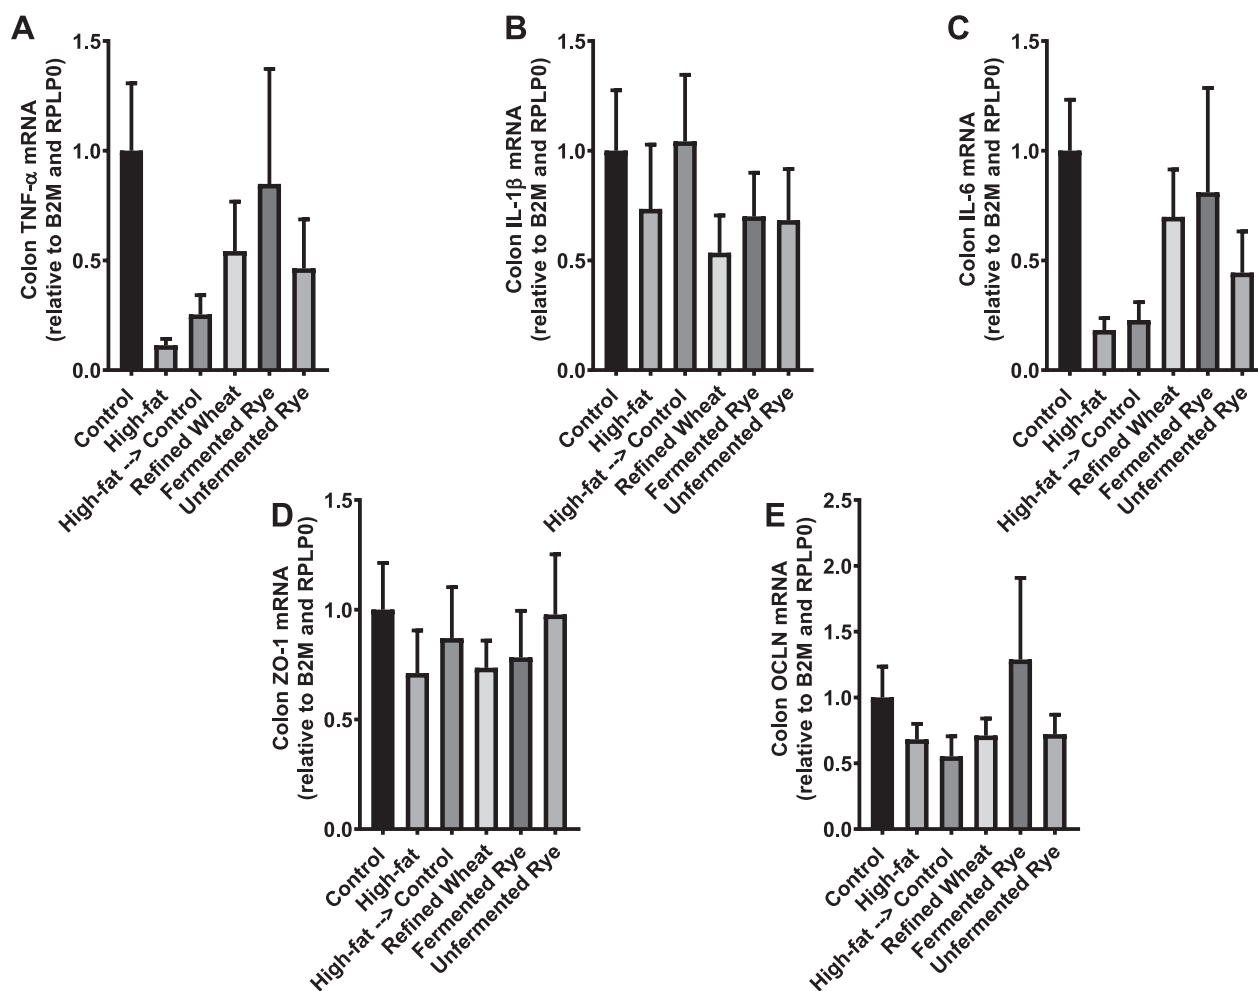 A
Colon TNF-α mRNA
(relative to B2M and RPLP0)
1.5
1.0
0.5
0.0
Control
High-fat
High-fat --> Control
Refined Wheat
Fermented Rye
Unfermented Rye
B
Colon IL-1β mRNA
(relative to B2M and RPLP0)
1.5
1.0
0.5
0.0
Control
High-fat
High-fat --> Control
Refined Wheat
Fermented Rye
Unfermented Rye
C
Colon IL-6 mRNA
(relative to B2M and RPLP0)
1.5
1.0
0.5
0.0
Control
High-fat
High-fat --> Control
Refined Wheat
Fermented Rye
Unfermented Rye
D
Colon ZO-1 mRNA
(relative to B2M and RPLP0)
1.5
1.0
0.5
0.0
Control
High-fat
High-fat --> Control
Refined Wheat
Fermented Rye
Unfermented Rye
E
Colon OCLN mRNA
(relative to B2M and RPLP0)
2.5
2.0
1.5
1.0
0.5
0.0
Control
High-fat
High-fat --> Control
Refined Wheat
Fermented Rye
Unfermented Rye